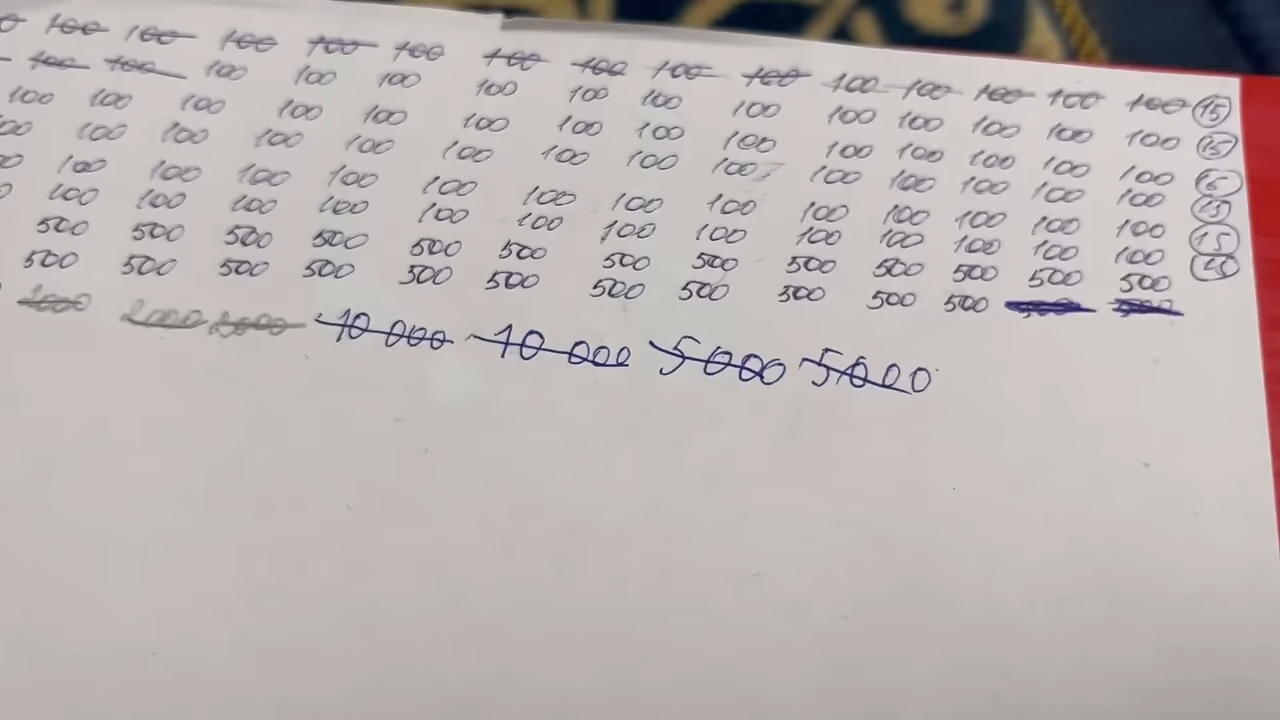 100 100 100 100 100 100 100 100 100 100 100 100 100 100 15
100 100 100 100 100 100 100 100 100 100 100 100 100 100 15
100 100 100 100 100 100 100 100 100 100 100 100 100 100
100 100 100 100 100 100 100 100 100 100 100 100 100 15
100 100 100 100 100 100 100 100 100 100 100 100 100 15
100 100 100 100 100 100 100 100 100 100 100 100 100
500 500 500 500 500 500 500 500 500 500 500 500 500
500 500 500 500 500 500 500 500 500 500 500
2000 2000 2000 10 000 10 000 5000 5000